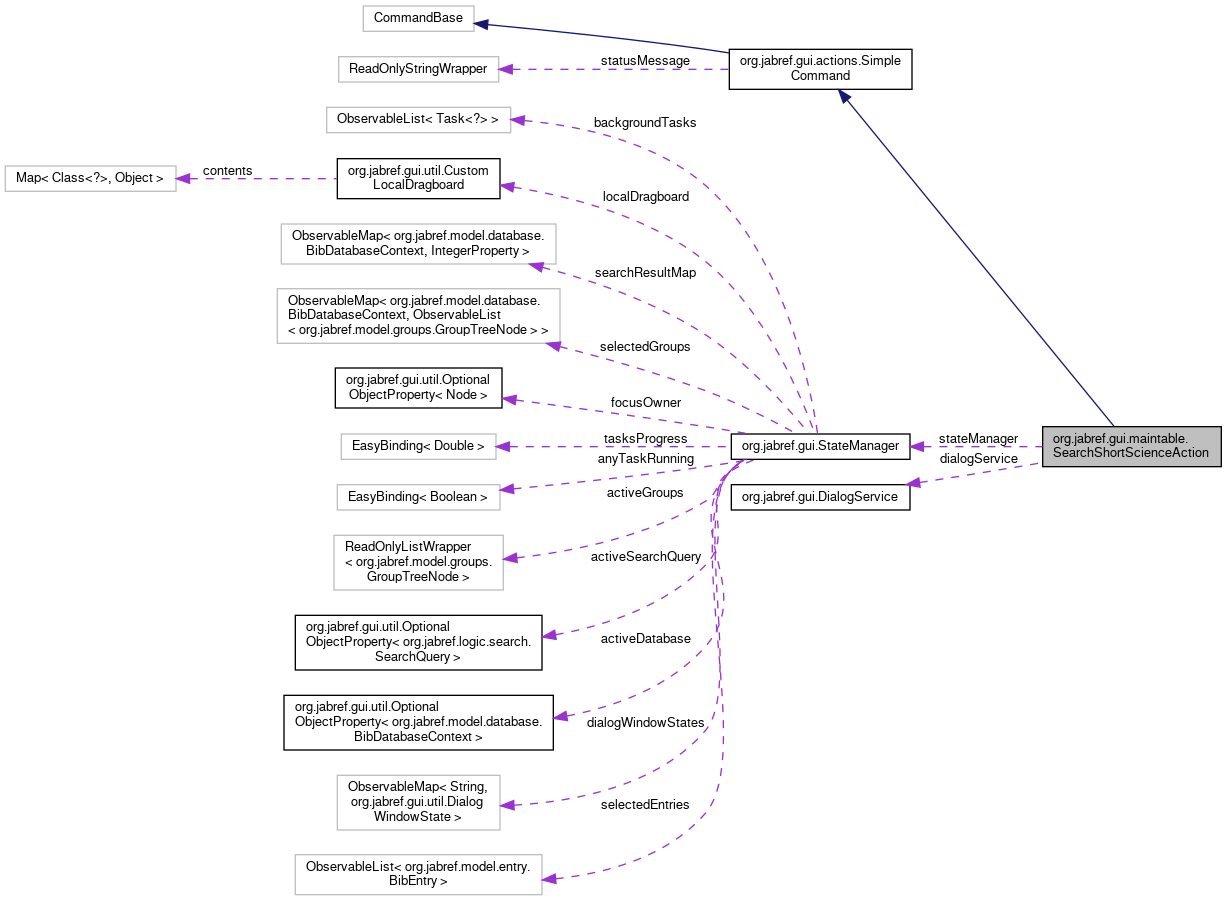 CommandBase
org.jabref.gui.actions.Simple
Command
statusMessage
ReadOnlyStringWrapper
ObservableList< Task<?> >
backgroundTasks
Map< Class<?>, Object >
contents
org.jabref.gui.util.Custom
LocalDragboard
localDragboard
ObservableMap< org.jabref.model.database.
BibDatabaseContext, IntegerProperty >
searchResultMap
ObservableMap< org.jabref.model.database.
BibDatabaseContext, ObservableList
< org.jabref.model.groups.GroupTreeNode > >
selectedGroups
org.jabref.gui.util.Optional
ObjectProperty< Node >
focusOwner
EasyBinding< Double >
tasksProgress
org.jabref.gui.StateManager
stateManager
org.jabref.gui.maintable.
SearchShortScienceAction
dialogService
anyTaskRunning
EasyBinding< Boolean >
activeGroups
org.jabref.gui.DialogService
ReadOnlyListWrapper
< org.jabref.model.groups.
GroupTreeNode >
activeSearchQuery
org.jabref.gui.util.Optional
ObjectProperty< org.jabref.logic.search.
SearchQuery >
activeDatabase
org.jabref.gui.util.Optional
ObjectProperty< org.jabref.model.database.
BibDatabaseContext >
dialogWindowStates
ObservableMap< String,
org.jabref.gui.util.Dialog
WindowState >
selectedEntries
ObservableList< org.jabref.model.entry.
BibEntry >